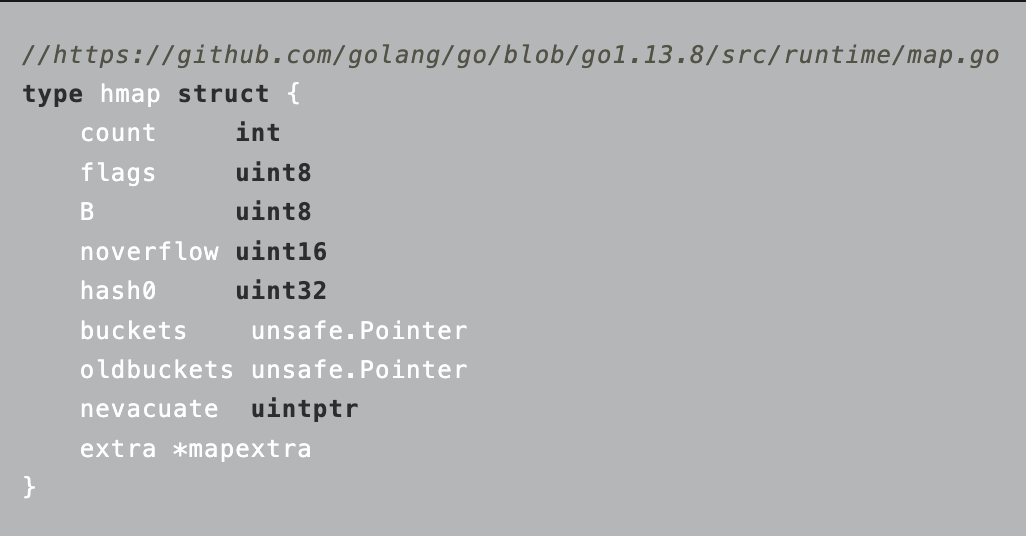 //https://github.com/golang/go/blob/go1.13.8/src/runtime/map.go
type hmap struct {
    count     int
    flags     uint8
    B         uint8
    noverflow uint16
    hash0     uint32
    buckets    unsafe.Pointer
    oldbuckets unsafe.Pointer
    nevacuate  uintptr
    extra *mapextra
}